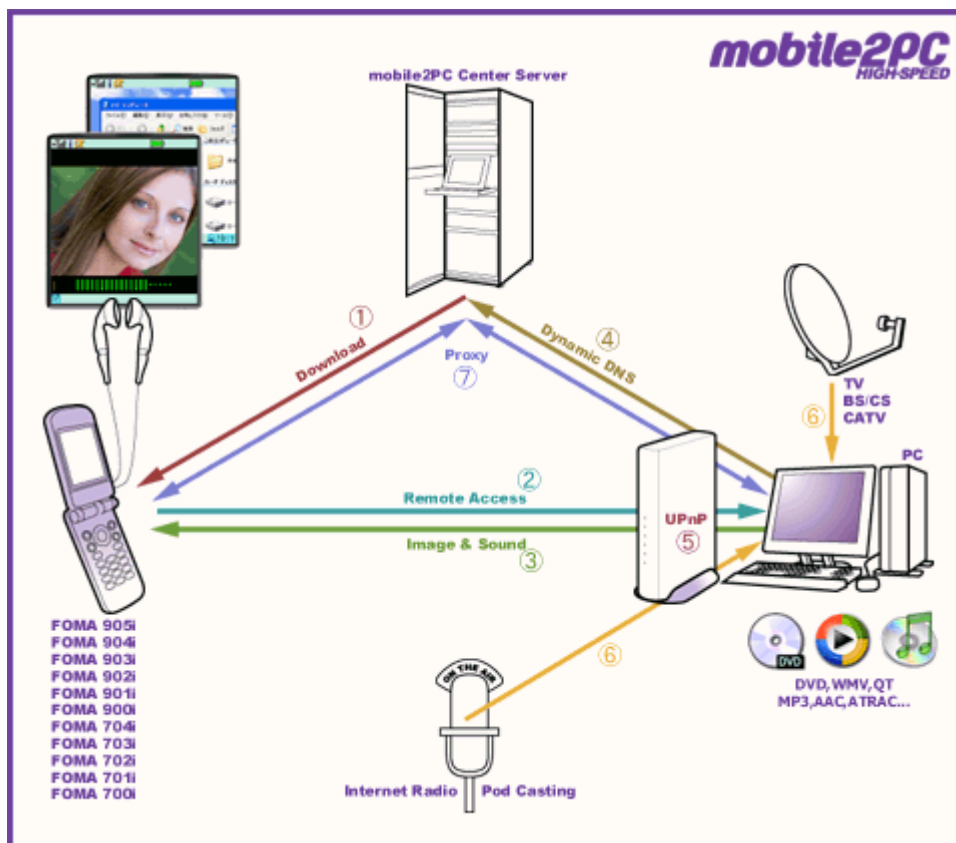 mobile2PC
HIGH-SPEED
mobile2PC Center Server
①
Download
Proxy
⑦
④
Dynamic DNS
TV
BS/CS
CATV
⑥
PC
②
Remote Access
Image & Sound
③
UPnP
⑤
FOMA 905i
FOMA 904i
FOMA 903i
FOMA 902i
FOMA 901i
FOMA 900i
FOMA 704i
FOMA 703i
FOMA 702i
FOMA 701i
FOMA 700i
⑥
ON THE AIR
Internet Radio
Pod Casting
DVD
DVD,WMV,QT
MP3,AAC,ATRAC...